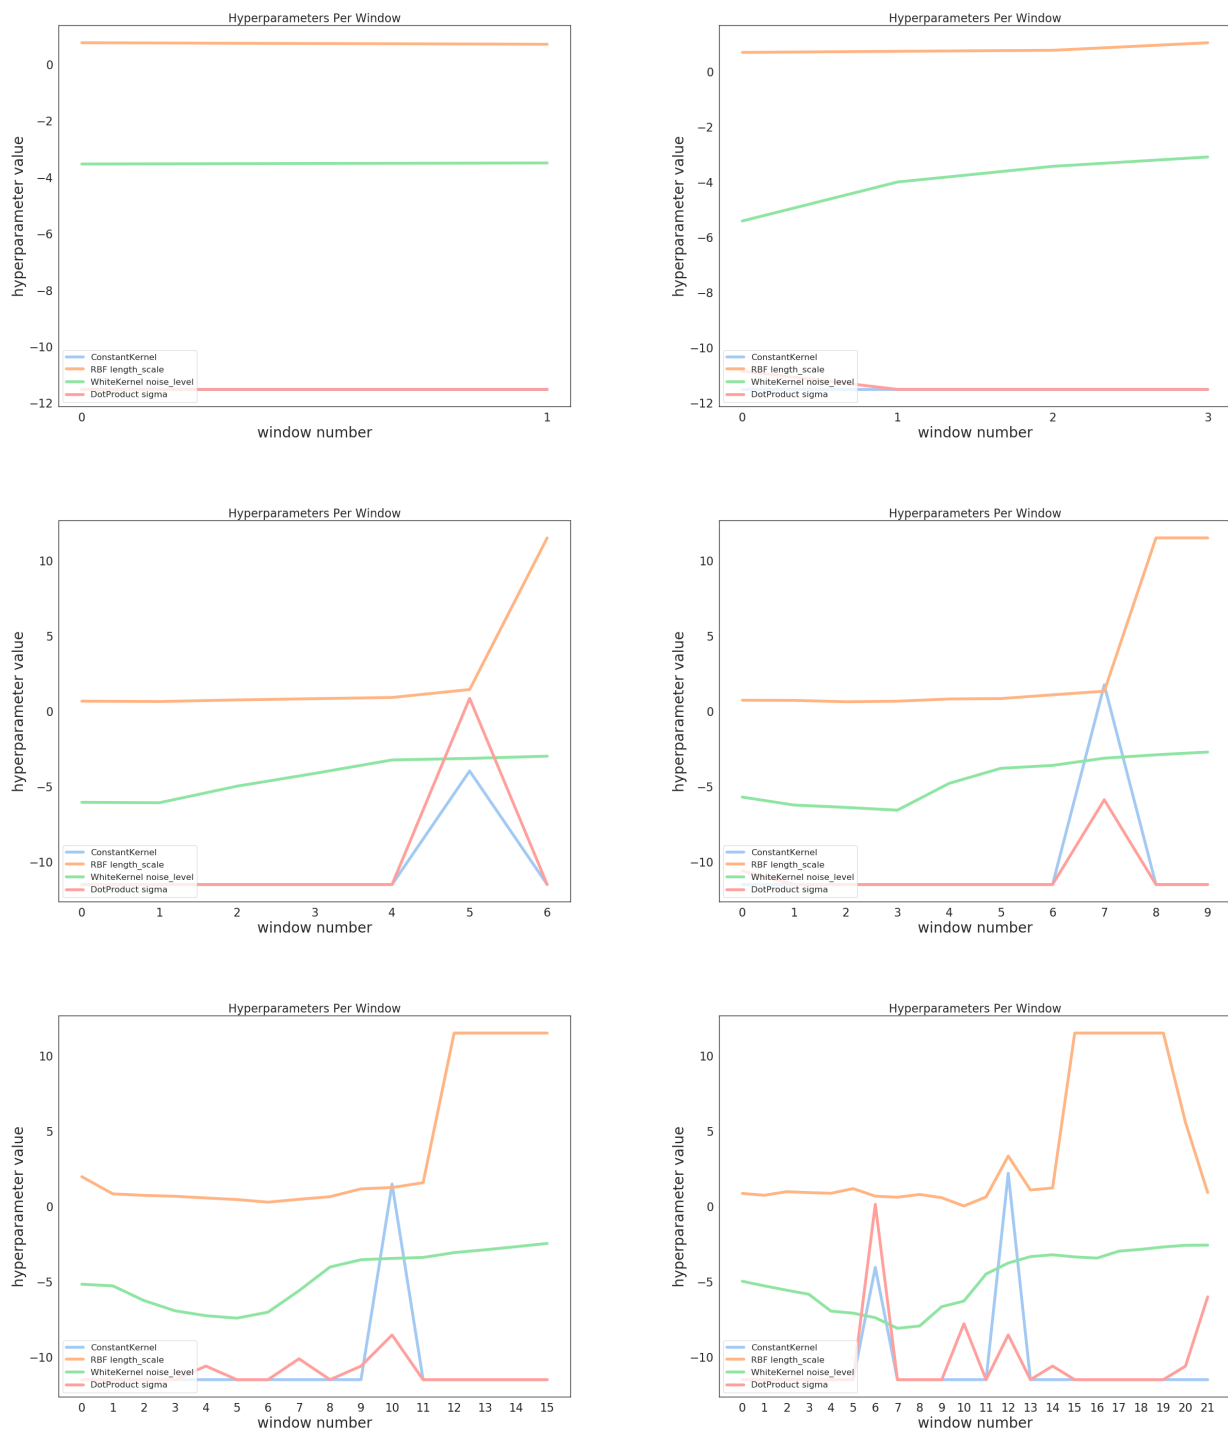 Hyperparameters Per Window
hyperparameter value
0
−2
−4
−6
−8
−10
−12
ConstantKernel
RBF length_scale
WhiteKernel noise_level
DotProduct sigma
0 1
window number
Hyperparameters Per Window
hyperparameter value
0
−2
−4
−6
−8
−10
−12
ConstantKernel
RBF length_scale
WhiteKernel noise_level
DotProduct sigma
0 1 2 3
window number
Hyperparameters Per Window
hyperparameter value
10
5
0
−5
−10
ConstantKernel
RBF length_scale
WhiteKernel noise_level
DotProduct sigma
0 1 2 3 4 5 6
window number
Hyperparameters Per Window
hyperparameter value
10
5
0
−5
−10
ConstantKernel
RBF length_scale
WhiteKernel noise_level
DotProduct sigma
0 1 2 3 4 5 6 7 8 9
window number
Hyperparameters Per Window
hyperparameter value
10
5
0
−5
−10
ConstantKernel
RBF length_scale
WhiteKernel noise_level
DotProduct sigma
0 1 2 3 4 5 6 7 8 9 10 11 12 13 14 15
window number
Hyperparameters Per Window
hyperparameter value
10
5
0
−5
−10
ConstantKernel
RBF length_scale
WhiteKernel noise_level
DotProduct sigma
0 1 2 3 4 5 6 7 8 9 10 11 12 13 14 15 16 17 18 19 20 21
window number